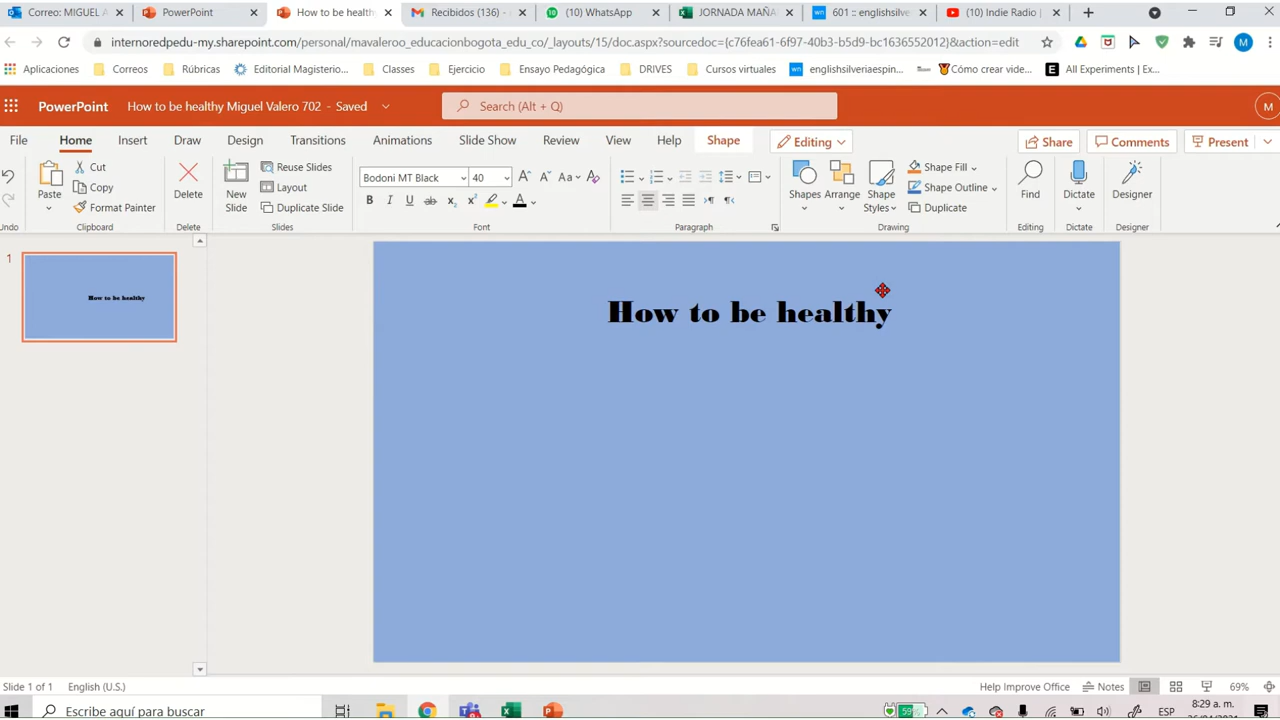 Correo: MIGUEL A
PowerPoint
How to be healthy
Recibidos (136) -
(10) WhatsApp
JORNADA MAÑA
601 :: englishsilve
(10) Indie Radio |
internoredpedu-my.sharepoint.com/personal/mavaleroc_educacionbogota_edu_co/_layouts/15/doc.aspx?sourcedoc={c76fea61-6f97-40b3-b5d9-bc1636552012}&action=edit
Aplicaciones
Correos
Rúbricas
Editorial Magisterio...
Classes
Ejercicio
Ensayo Pedagógica
DRIVES
Cursos virtuales
englishsilveriaespin...
Cómo crear vide...
All Experiments | Ex...
PowerPoint
How to be healthy Miguel Valero 702 - Saved
Search (Alt + Q)
M
File
Home
Insert
Draw
Design
Transitions
Animations
Slide Show
Review
View
Help
Shape
Editing
Share
Comments
Present
Undo
Paste
Cut
Copy
Format Painter
Clipboard
Delete
Delete
New
Slide
Reuse Slides
Layout
Duplicate Slide
Slides
Bodoni MT Black
40
Font
Paragraph
Shapes
Arrange
Shape
Styles
Shape Fill
Shape Outline
Duplicate
Drawing
Find
Editing
Dictate
Dictate
Designer
Designer
1
How to be healthy
How to be healthy
Slide 1 of 1
English (U.S.)
Help Improve Office
Notes
69%
Escribe aquí para buscar
59%
ESP
8:29 a. m.